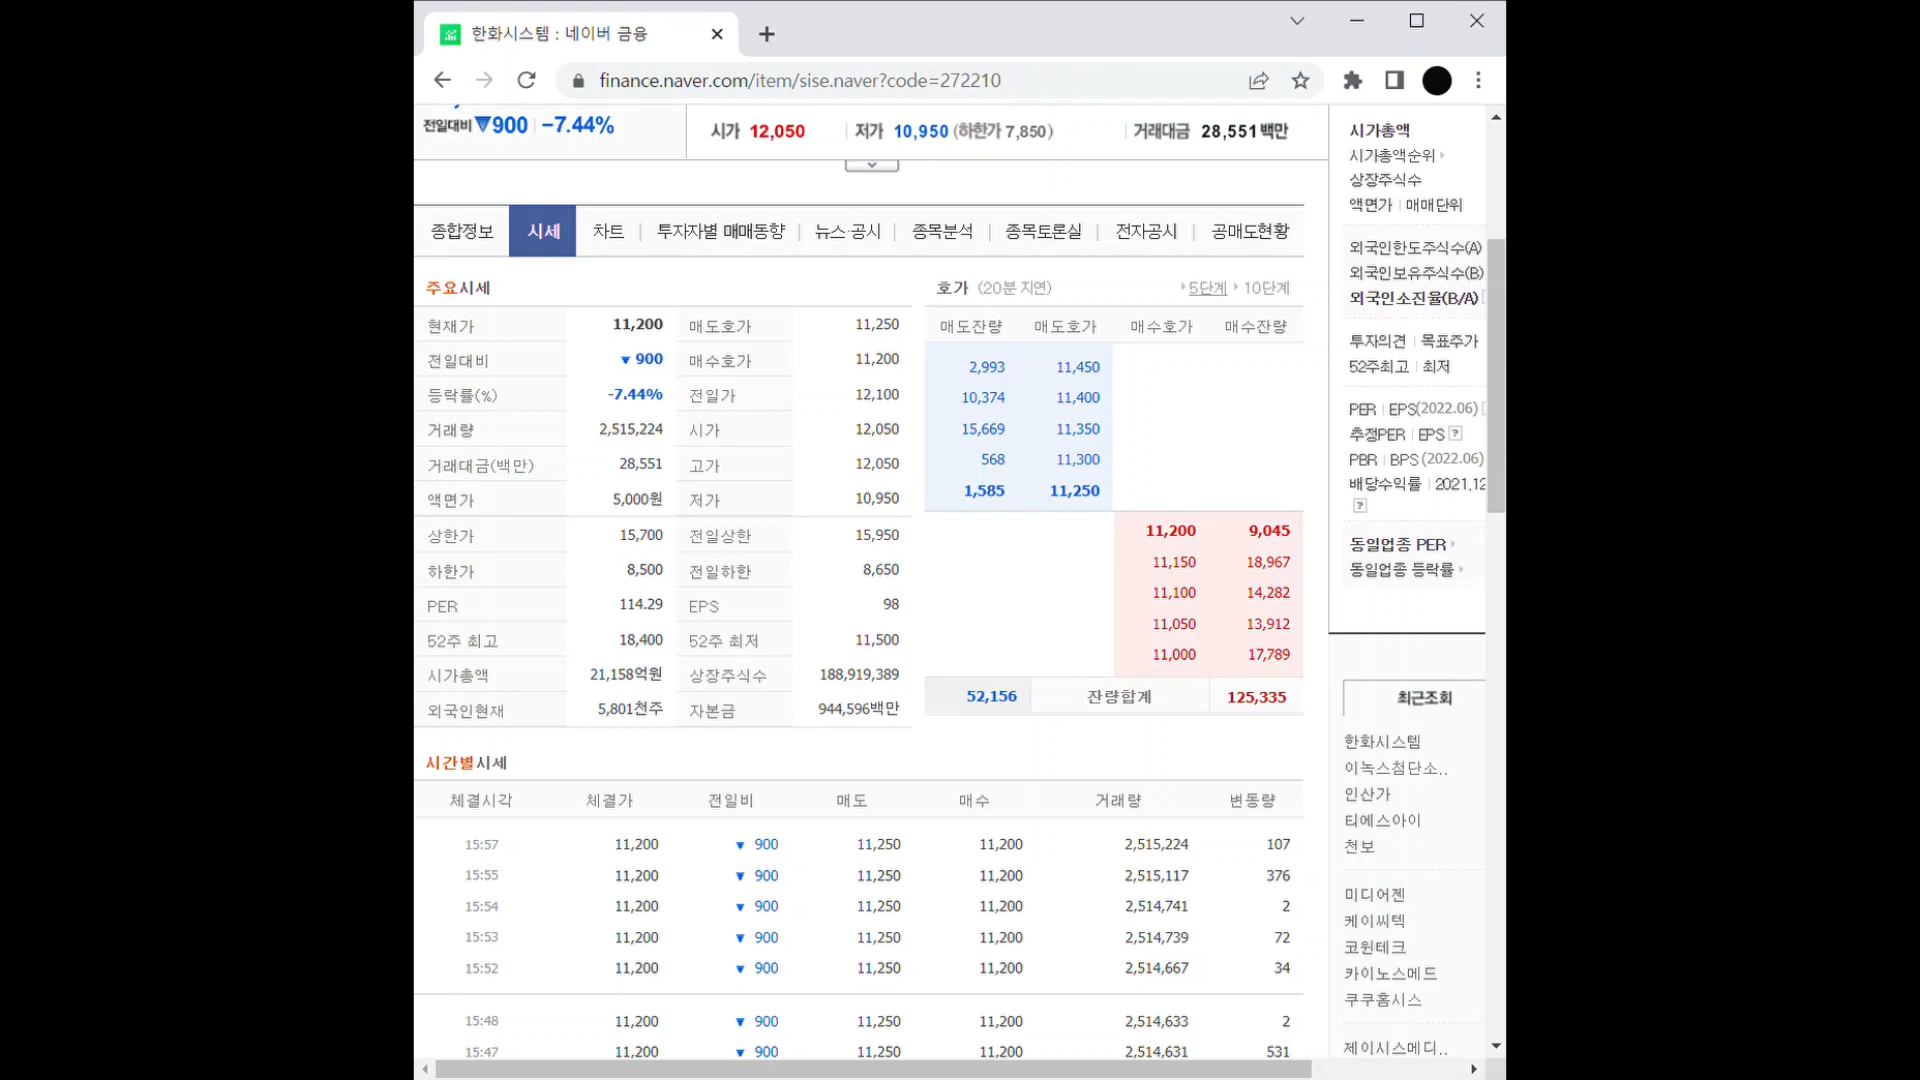 한화시스템 : 네이버 금융
finance.naver.com/item/sise.naver?code=272210
전일대비 ▼900 -7.44%
시가 12,050 저가 10,950 (하한가 7,850) 거래대금 28,551 백만
종합정보 시세 차트 투자자별 매매동향 뉴스·공시 종목분석 종목토론실 전자공시 공매도현황
주요시세
현재가 11,200 매도호가 11,250
전일대비 ▼ 900 매수호가 11,200
등락률(%) -7.44% 전일가 12,100
거래량 2,515,224 시가 12,050
거래대금(백만) 28,551 고가 12,050
액면가 5,000원 저가 10,950
상한가 15,700 전일상한 15,950
하한가 8,500 전일하한 8,650
PER 114.29 EPS 98
52주 최고 18,400 52주 최저 11,500
시가총액 21,158억원 상장주식수 188,919,389
외국인현재 5,801천주 자본금 944,596백만
호가 (20분 지연) 5단계 10단계
매도잔량 매도호가 매수호가 매수잔량
2,993 11,450
10,374 11,400
15,669 11,350
568 11,300
1,585 11,250
11,200 9,045
11,150 18,967
11,100 14,282
11,050 13,912
11,000 17,789
52,156 잔량합계 125,335
시간별시세
체결시각 체결가 전일비 매도 매수 거래량 변동량
15:57 11,200 ▼ 900 11,250 11,200 2,515,224 107
15:55 11,200 ▼ 900 11,250 11,200 2,515,117 376
15:54 11,200 ▼ 900 11,250 11,200 2,514,741 2
15:53 11,200 ▼ 900 11,250 11,200 2,514,739 72
15:52 11,200 ▼ 900 11,250 11,200 2,514,667 34
15:48 11,200 ▼ 900 11,250 11,200 2,514,633 2
15:47 11,200 ▼ 900 11,250 11,200 2,514,631 531
시가총액
시가총액순위
상장주식수
액면가 | 매매단위
외국인한도주식수(A)
외국인보유주식수(B)
외국인소진율(B/A)
투자의견 | 목표주가
52주최고 | 최저
PER | EPS(2022.06)
추정PER | EPS ?
PBR | BPS (2022.06)
배당수익률 | 2021.12
?
동일업종 PER
동일업종 등락률
최근조회
한화시스템
이녹스첨단소..
인산가
티에스아이
천보
미디어젠
케이씨텍
코윈테크
카이노스메드
쿠쿠홈시스
제이시스메디..